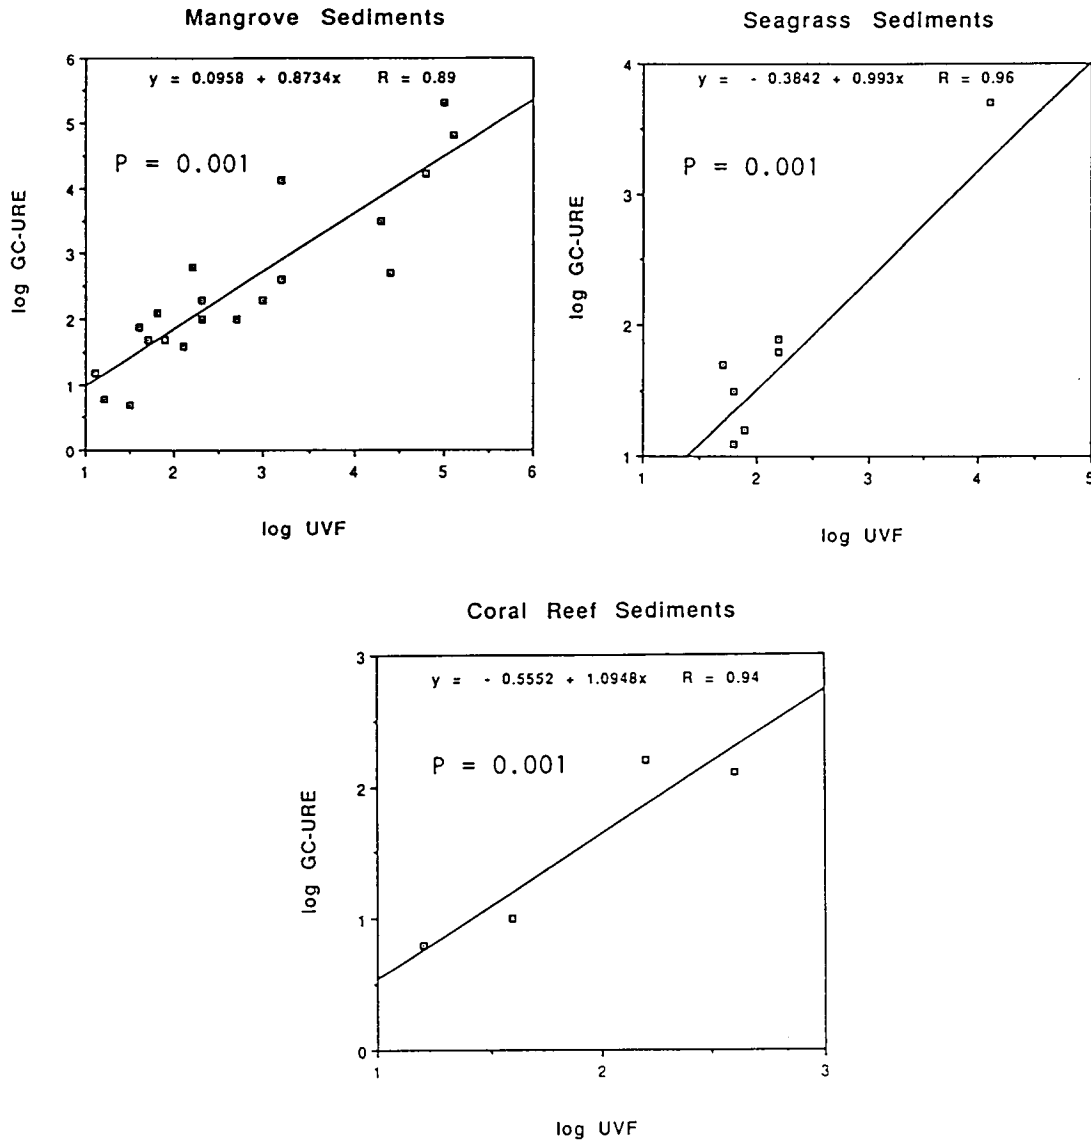 Mangrove Sediments
y = 0.0958 + 0.8734x R = 0.89
P = 0.001
log GC-URE
6
5
4
3
2
1
0
1 2 3 4 5 6
log UVF
Seagrass Sediments
y = - 0.3842 + 0.993x R = 0.96
P = 0.001
log GC-URE
4
3
2
1
1 2 3 4 5
log UVF
Coral Reef Sediments
y = - 0.5552 + 1.0948x R = 0.94
P = 0.001
log GC-URE
3
2
1
0
1 2 3
log UVF